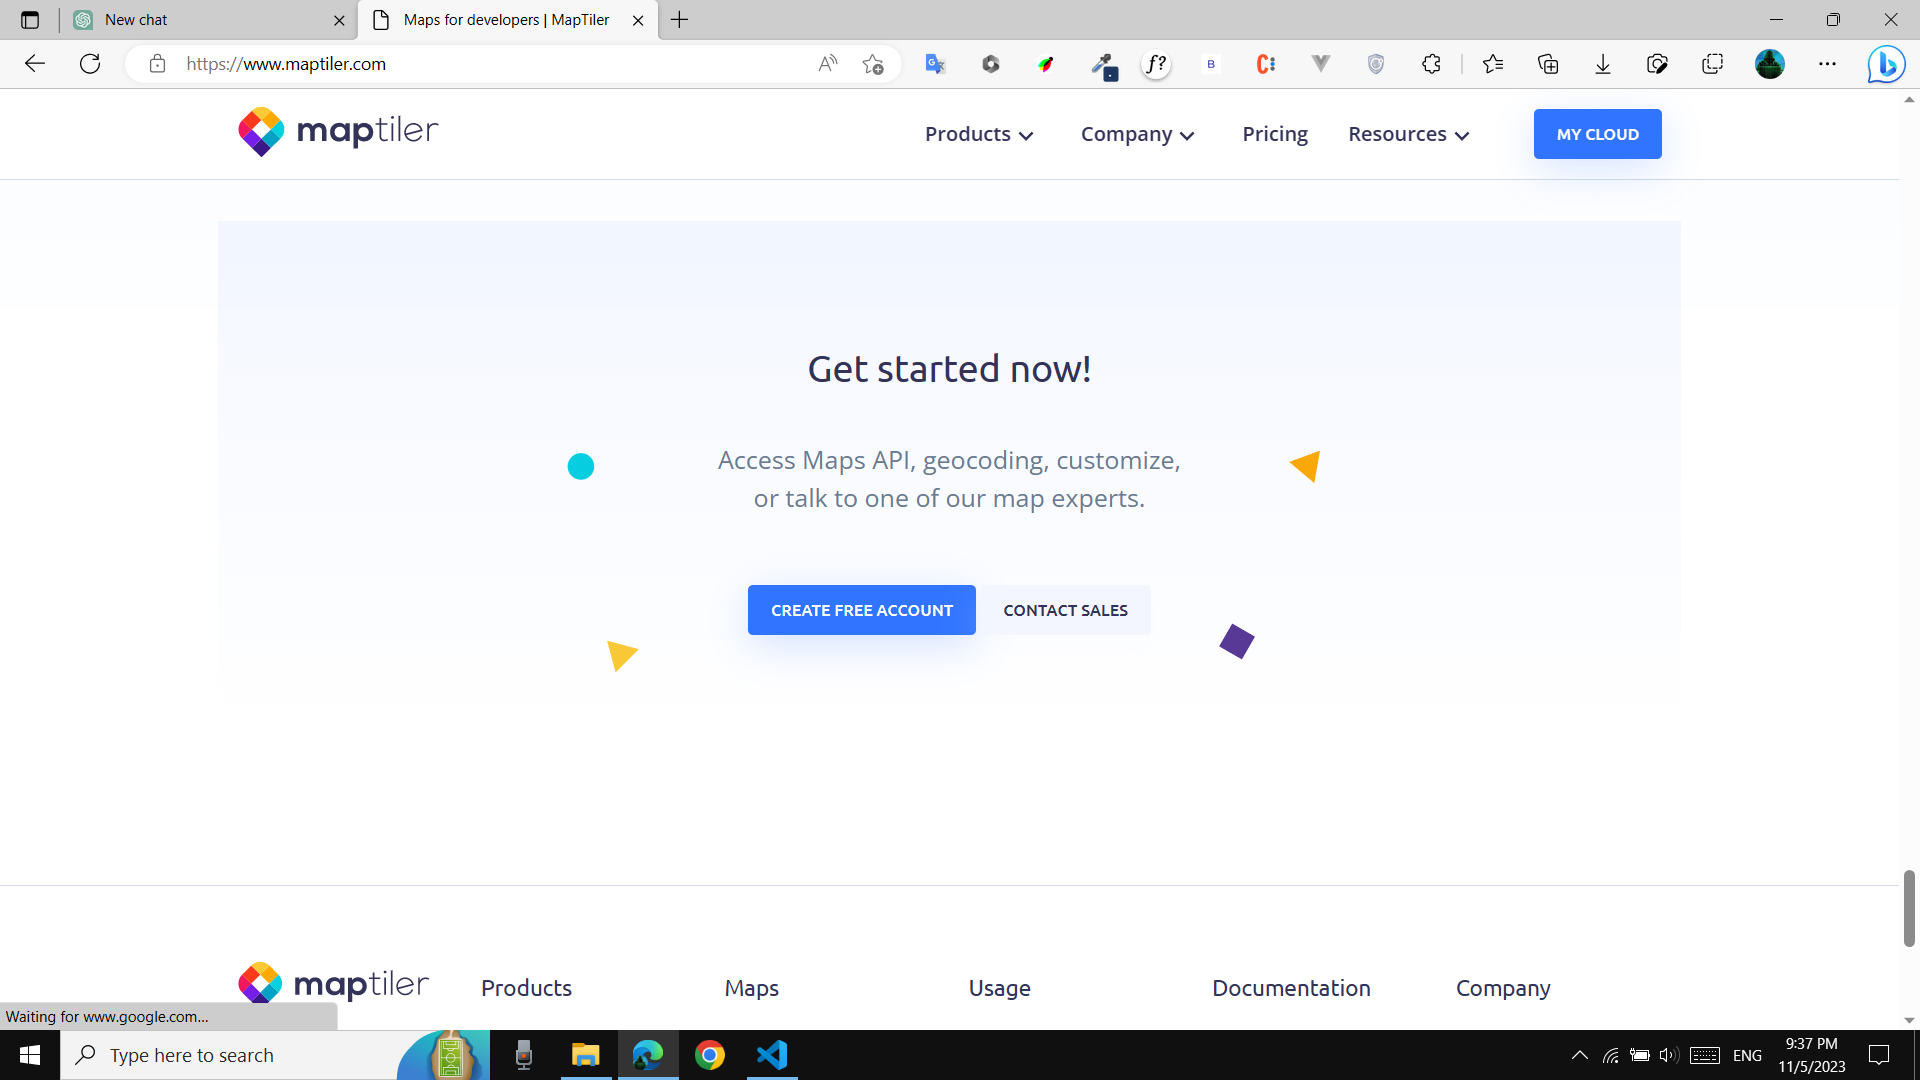 New chat
Maps for developers | MapTiler
https://www.maptiler.com
maptiler
Products
Company
Pricing
Resources
MY CLOUD
Get started now!
Access Maps API, geocoding, customize,
or talk to one of our map experts.
CREATE FREE ACCOUNT
CONTACT SALES
maptiler
Products
Maps
Usage
Documentation
Company
Waiting for www.google.com...
Type here to search
ENG
9:37 PM
11/5/2023